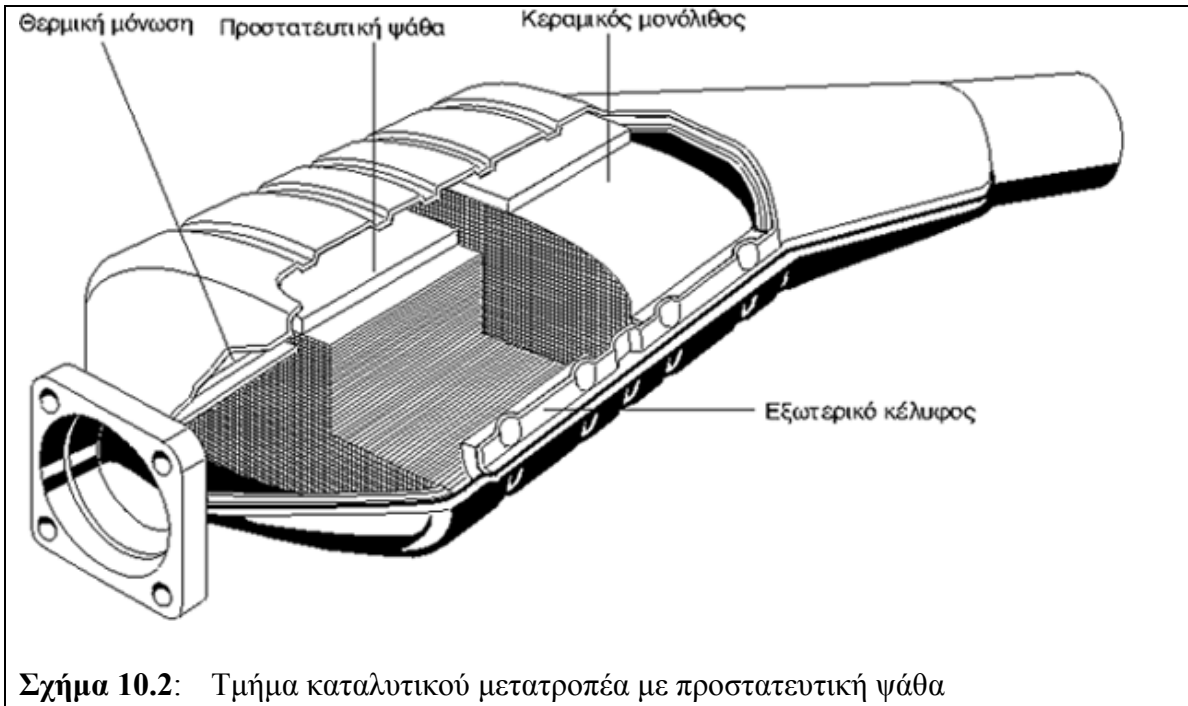 Θερμική μόνωση
Προστατευτική ψάθα
Κεραμικός μονόλιθος
Εξωτερικό κέλυφος
Σχήμα 10.2: Τμήμα καταλυτικού μετατροπέα με προστατευτική ψάθα